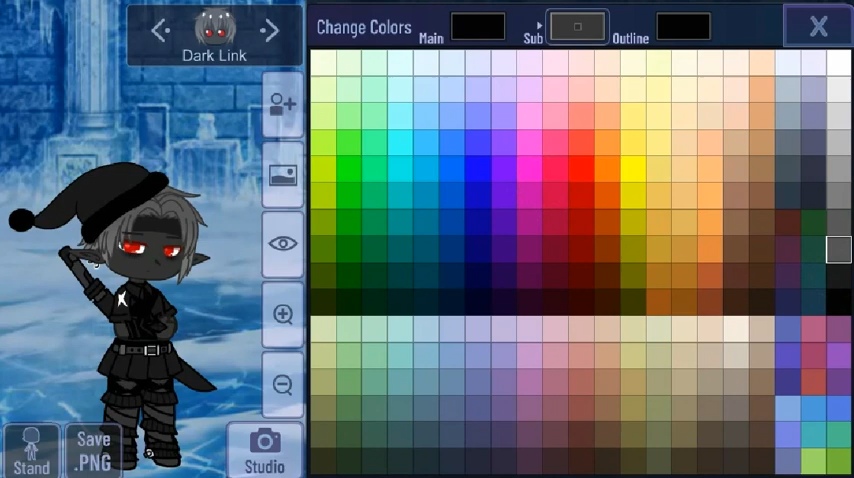 Dark Link
Change Colors
Main
Sub
Outline
X
Stand
Save
.PNG
Studio